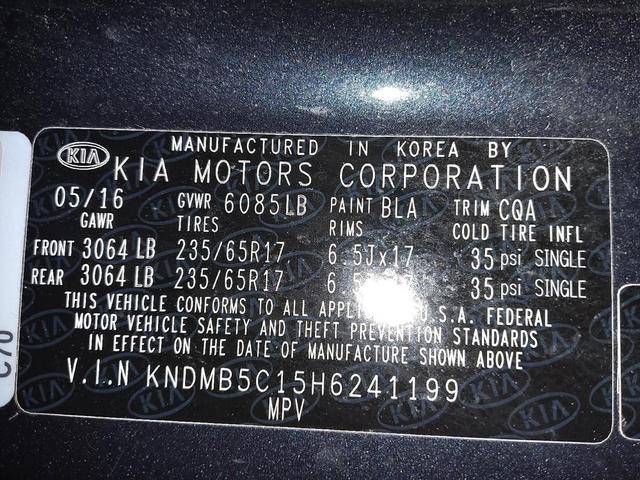 MANUFACTURED IN KOREA BY
KIA KIA MOTORS CORPORATION
05/16 GVWR 6085LB PAINT BLA TRIM CQA
GAWR TIRES RIMS COLD TIRE INFL
FRONT 3064 LB 235/65R17 6.5Jx17 35 psi SINGLE
REAR 3064 LB 235/65R17 35 psi SINGLE
THIS VEHICLE CONFORMS TO ALL U.S.A. FEDERAL
MOTOR VEHICLE SAFETY AND THEFT PREVENTION STANDARDS
IN EFFECT ON THE DATE OF MANUFACTURE SHOWN ABOVE
V.I.N KNDMB5C15H6241199
MPV